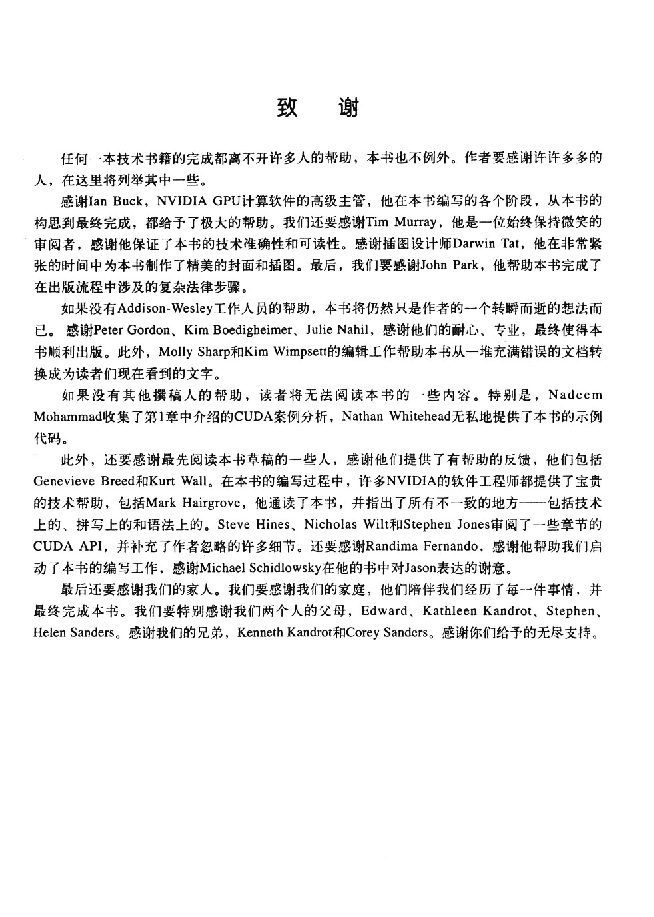 致 谢
任何一本技术书籍的完成都离不开许多人的帮助，本书也不例外。作者要感谢许许多多的
人，在这里将列举其中一些。
感谢Ian Buck，NVIDIA GPU计算软件的高级主管，他在本书编写的各个阶段，从本书的
构思到最终完成，都给予了极大的帮助。我们还要感谢Tim Murray，他是一位始终保持微笑的
审阅者，感谢他保证了本书的技术准确性和可读性。感谢插图设计师Darwin Tat，他在非常紧
张的时间中为本书制作了精美的封面和插图。最后，我们要感谢John Park，他帮助本书完成了
在出版流程中涉及的复杂法律步骤。
如果没有Addison-Wesley工作人员的帮助，本书将仍然只是作者的一个转瞬而逝的想法而
已。感谢Peter Gordon、Kim Boedigheimer、Julie Nahil，感谢他们的耐心、专业，最终使得本
书顺利出版。此外，Molly Sharp和Kim Wimpsett的编辑工作帮助本书从一堆充满错误的文档转
换成为读者们现在看到的文字。
如果没有其他撰稿人的帮助，读者将无法阅读本书的一些内容。特别是，Nadeem
Mohammad收集了第1章中介绍的CUDA案例分析，Nathan Whitehead无私地提供了本书的示例
代码。
此外，还要感谢最先阅读本书草稿的一些人，感谢他们提供了有帮助的反馈，他们包括
Genevieve Breed和Kurt Wall。在本书的编写过程中，许多NVIDIA的软件工程师都提供了宝贵
的技术帮助，包括Mark Hairgrove，他通读了本书，并指出了所有不一致的地方——包括技术
上的、拼写上的和语法上的。Steve Hines、Nicholas Wilt和Stephen Jones审阅了一些章节的
CUDA API，并补充了作者忽略的许多细节。还要感谢Randima Fernando，感谢他帮助我们启
动了本书的编写工作，感谢Michael Schidlowsky在他的书中对Jason表达的谢意。
最后还要感谢我们的家人。我们要感谢我们的家庭，他们陪伴我们经历了每一件事情，并
最终完成本书。我们要特别感谢我们两个人的父母，Edward、Kathleen Kandrot、Stephen、
Helen Sanders。感谢我们的兄弟，Kenneth Kandrot和Corey Sanders。感谢你们给予的无尽支持。